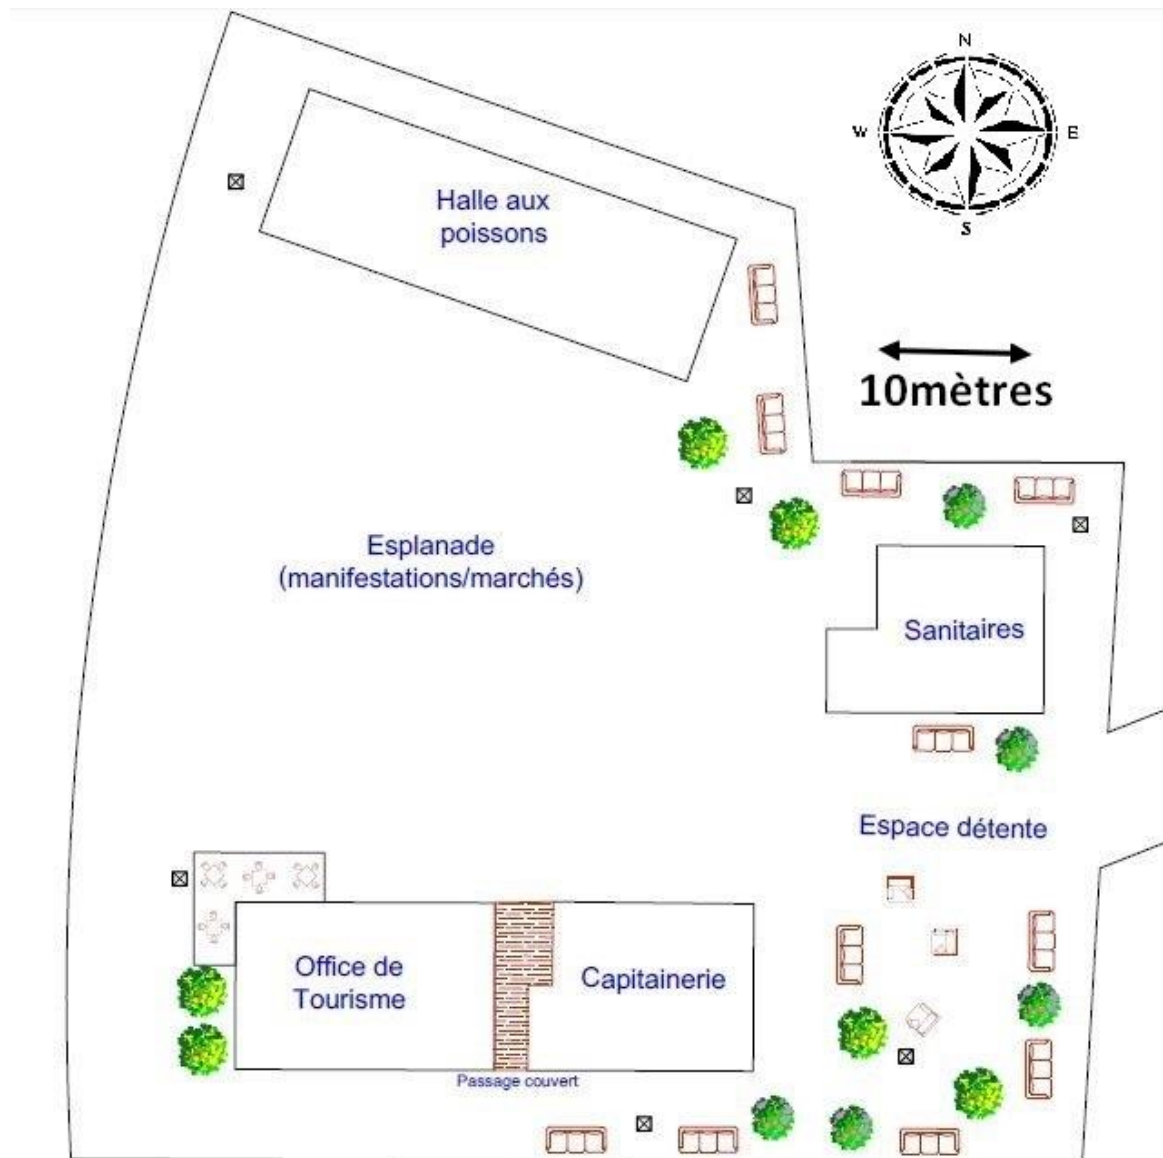 N
W
E
S
Halle aux
poissons
10mètres
Esplanade
(manifestations/marchés)
Sanitaires
Espace détente
Office de
Tourisme
Capitainerie
Passage couvert